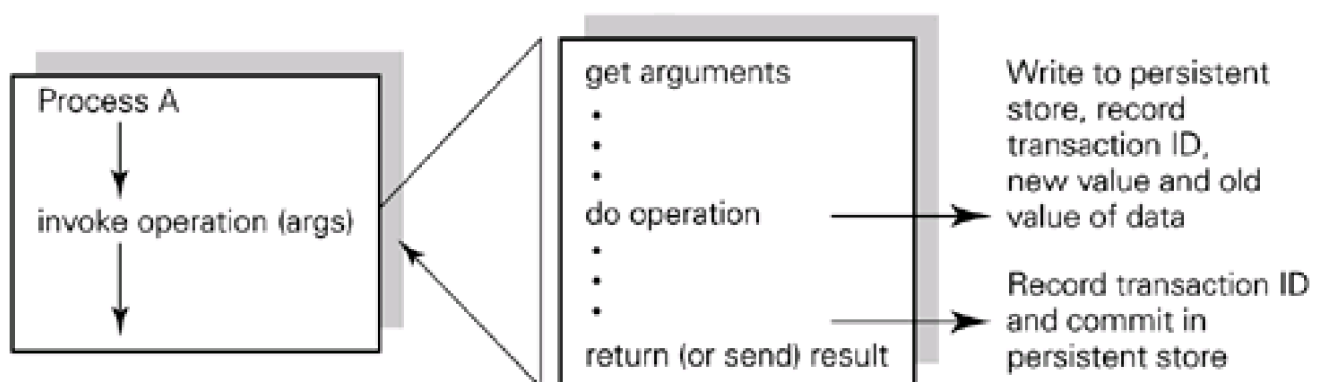 Process A
invoke operation (args)
get arguments
do operation
return (or send) result
Write to persistent
store, record
transaction ID,
new value and old
value of data
Record transaction ID
and commit in
persistent store